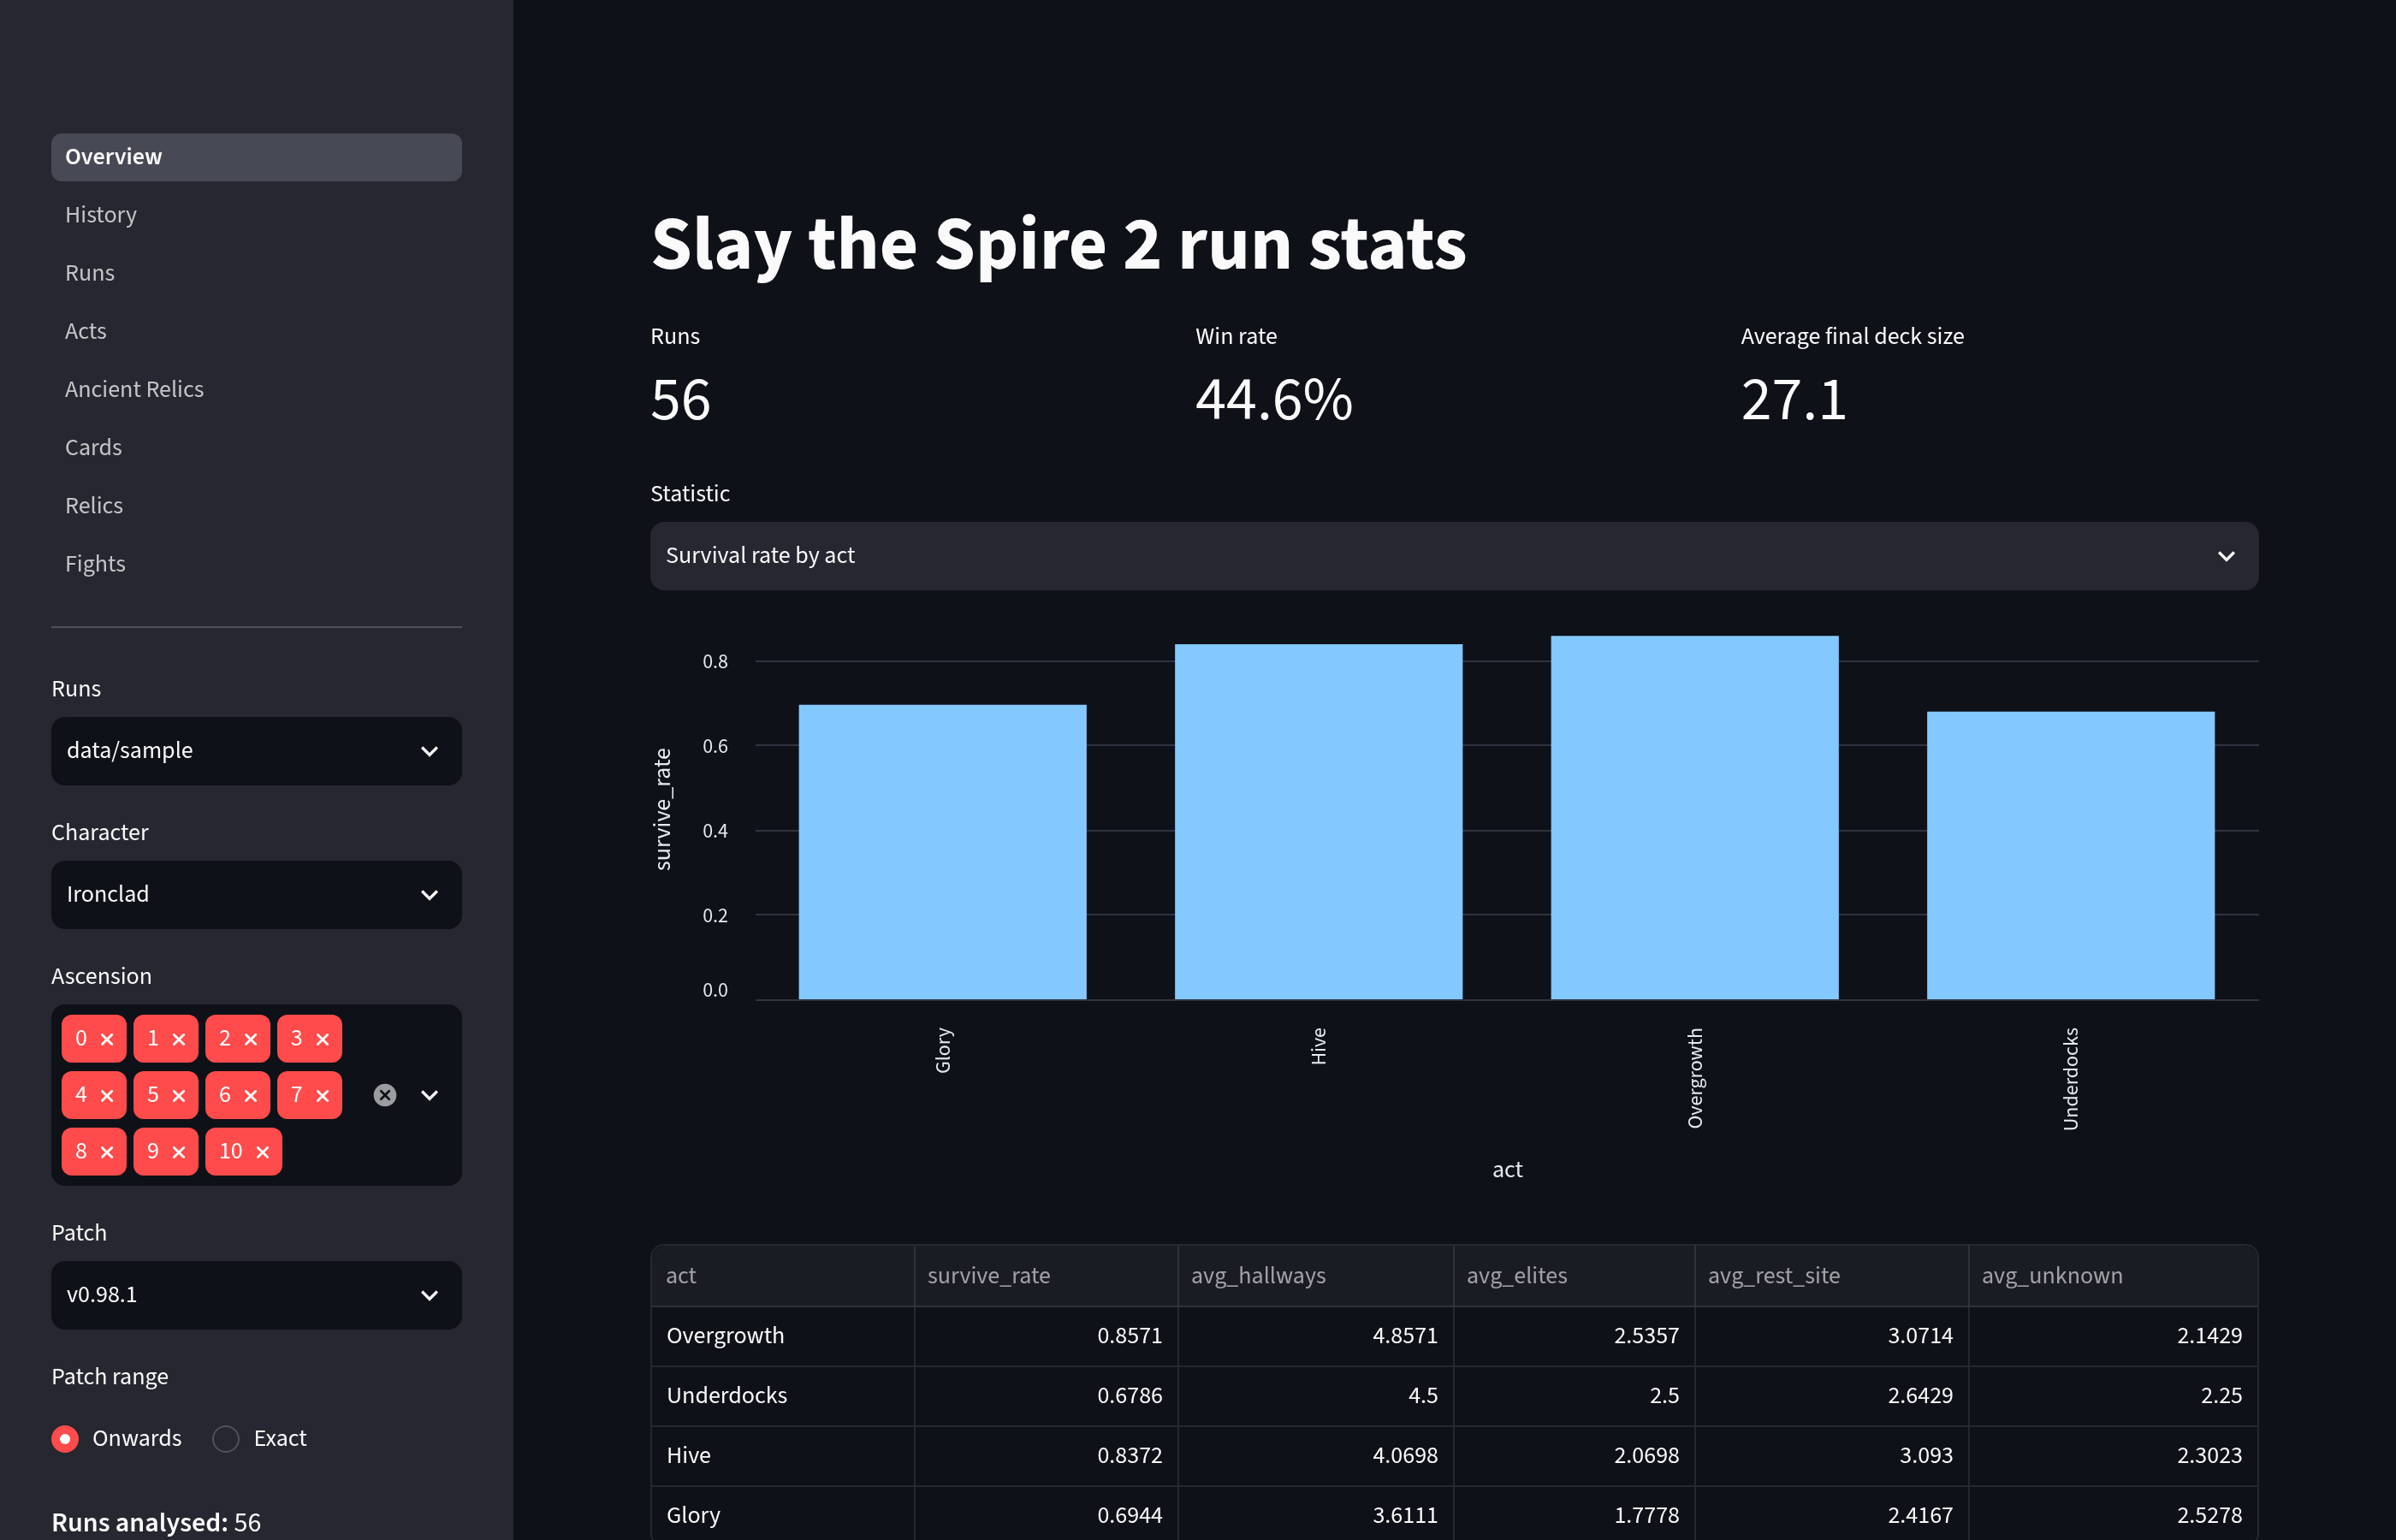 Overview
History
Runs
Acts
Ancient Relics
Cards
Relics
Fights
Runs
data/sample
Character
Ironclad
Ascension
0 1 2 3
4 5 6 7
8 9 10
Patch
v0.98.1
Patch range
Onwards Exact
Runs analysed: 56
Slay the Spire 2 run stats
Runs Win rate Average final deck size
56 44.6% 27.1
Statistic
Survival rate by act
0.8
0.6
0.4
0.2
0.0
survive_rate
Glory Hive Overgrowth Underdocks
act
act survive_rate avg_hallways avg_elites avg_rest_site avg_unknown
Overgrowth 0.8571 4.8571 2.5357 3.0714 2.1429
Underdocks 0.6786 4.5 2.5 2.6429 2.25
Hive 0.8372 4.0698 2.0698 3.093 2.3023
Glory 0.6944 3.6111 1.7778 2.4167 2.5278